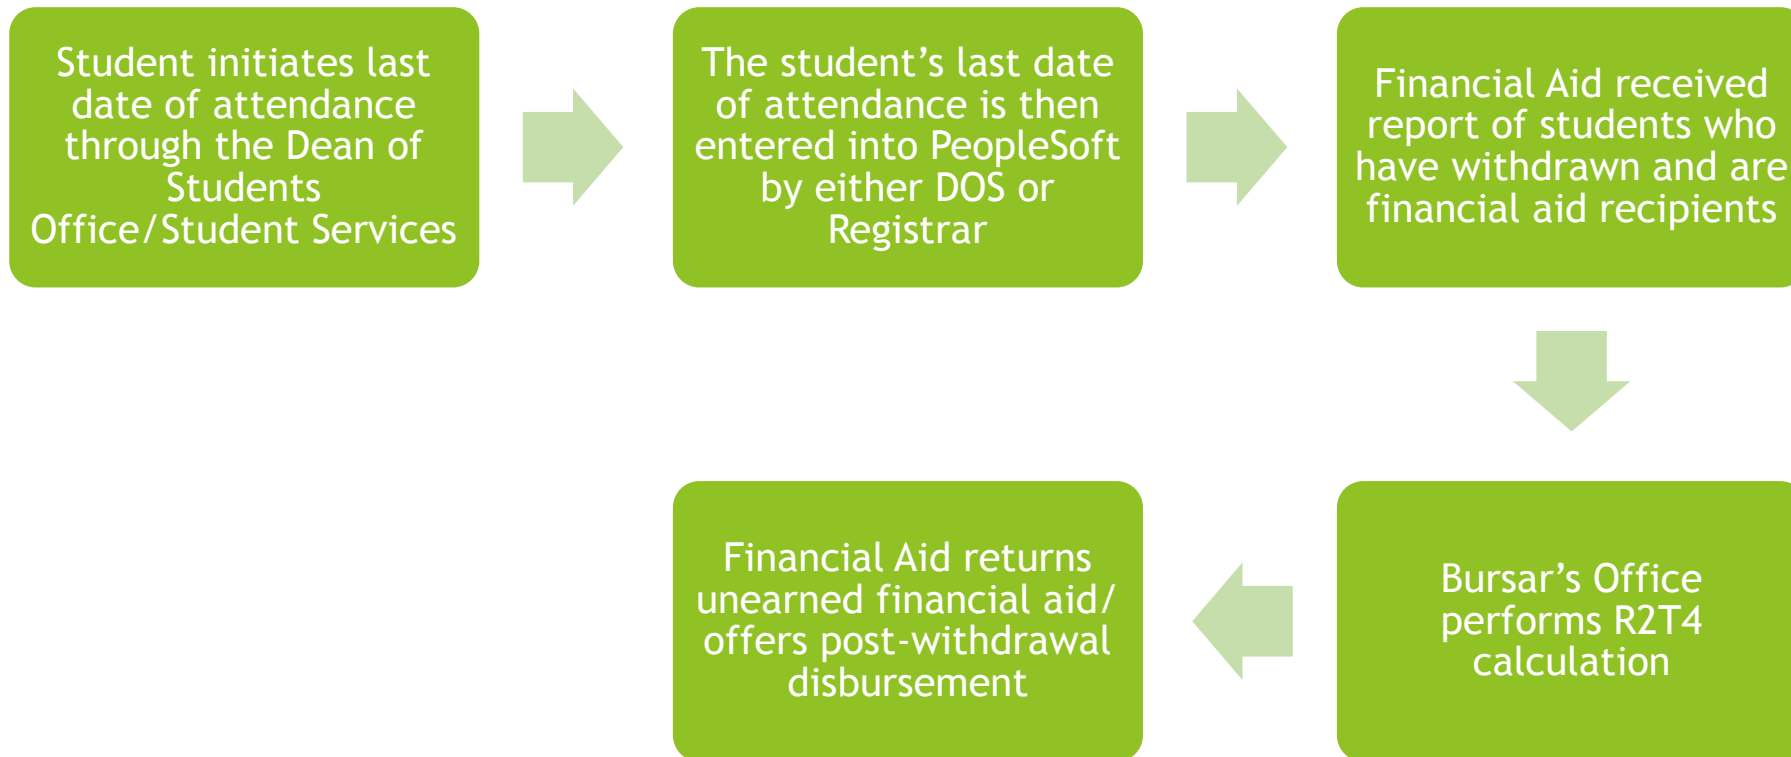 Student initiates last
date of attendance
through the Dean of
Students
Office/Student Services
The student’s last date
of attendance is then
entered into PeopleSoft
by either DOS or
Registrar
Financial Aid received
report of students who
have withdrawn and are
financial aid recipients
Bursar’s Office
performs R2T4
calculation
Financial Aid returns
unearned financial aid/
offers post-withdrawal
disbursement